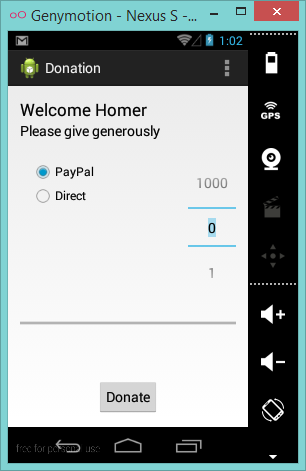 Genymotion - Nexus S -...
1:02
Donation
GPS
Welcome Homer
Please give generously
PayPal
Direct
1000
0
1
Donate
free for personal use